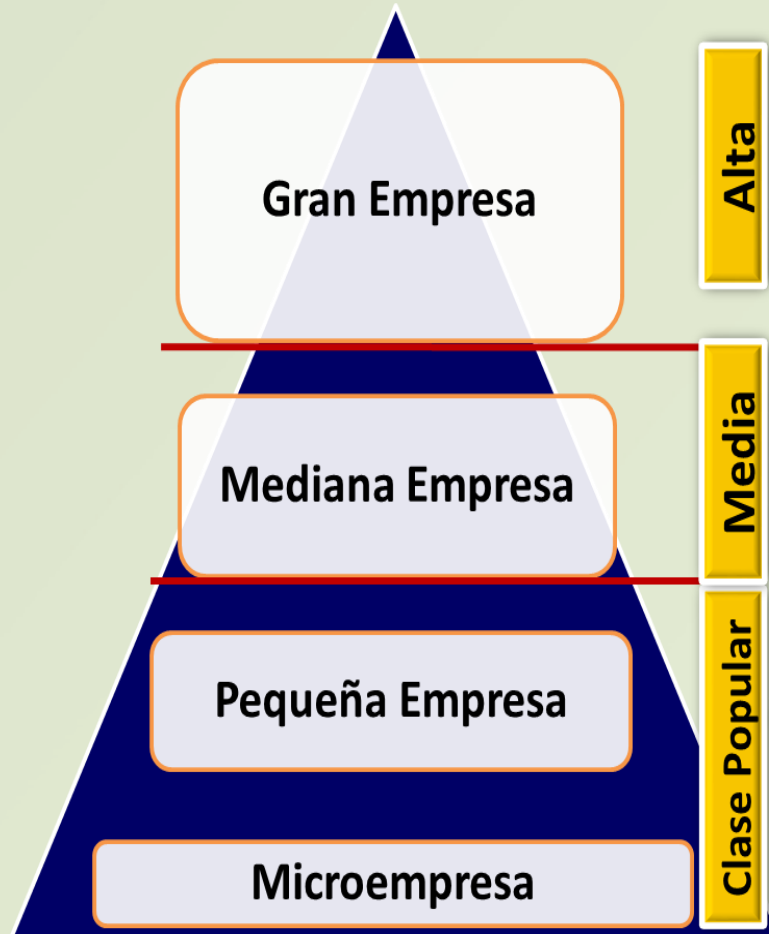 Gran Empresa
Alta
Mediana Empresa
Media
Pequeña Empresa
Clase Popular
Microempresa